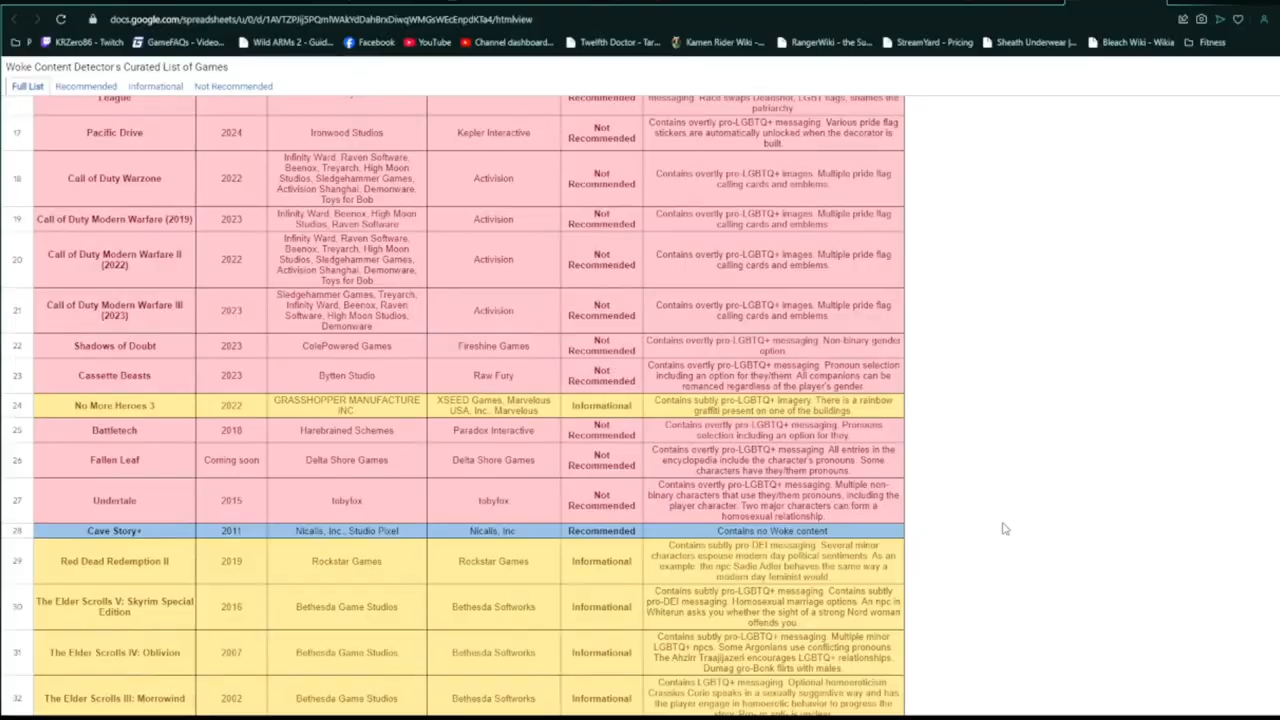 docs.google.com/spreadsheets/u/0/d/1AVTZPJij5PQmlWAkYdDahBrxDiwqWMGsWEcEnpdKTa4/htmlview
P KRZero86 - Twitch GameFAQs - Video... Wild ARMs 2 - Guid... Facebook YouTube Channel dashboard... Twelfth Doctor - Tar... Kamen Rider Wiki -... RangerWiki - the Su... StreamYard - Pricing Sheath Underwear |... Bleach Wiki - Wikia Fitness
Woke Content Detector's Curated List of Games
Full List Recommended Informational Not Recommended
League Recommended messaging. Race swaps Deadshot, LGBT flags, shames the
patriarchy
17 Pacific Drive 2024 Ironwood Studios Kepler Interactive Not
Recommended
Contains overtly pro-LGBTQ+ messaging. Various pride flag
stickers are automatically unlocked when the decorator is
built.
18 Call of Duty Warzone 2022
Infinity Ward, Raven Software,
Beenox, Treyarch, High Moon
Studios, Sledgehammer Games,
Activision Shanghai, Demonware,
Toys for Bob
Activision
Not
Recommended
Contains overtly pro-LGBTQ+ images. Multiple pride flag
calling cards and emblems.
19 Call of Duty Modern Warfare (2019) 2023
Infinity Ward, Beenox, High Moon
Studios, Raven Software
Activision
Not
Recommended
Contains overtly pro-LGBTQ+ images. Multiple pride flag
calling cards and emblems
20 Call of Duty Modern Warfare II
(2022)
2022
Infinity Ward, Raven Software,
Beenox, Treyarch, High Moon
Studios, Sledgehammer Games,
Activision Shanghai, Demonware,
Toys for Bob
Activision
Not
Recommended
Contains overtly pro-LGBTQ+ images. Multiple pride flag
calling cards and emblems.
21 Call of Duty Modern Warfare III
(2023)
2023
Sledgehammer Games, Treyarch,
Infinity Ward, Beenox, Raven
Software, High Moon Studios,
Demonware
Activision
Not
Recommended
Contains overtly pro-LGBTQ+ images. Multiple pride flag
calling cards and emblems
22 Shadows of Doubt 2023 ColePowered Games Fireshine Games
Not
Recommended
Contains overtly pro-LGBTQ+ messaging. Non-binary gender
option.
23 Cassette Beasts 2023 Bytten Studio Raw Fury
Not
Recommended
Contains overtly pro-LGBTQ+ messaging. Pronoun selection
including an option for they/them. All companions can be
romanced regardless of the player's gender.
24 No More Heroes 3 2022
GRASSHOPPER MANUFACTURE
INC
XSEED Games, Marvelous
USA, Inc., Marvelous
Informational
Contains subtly pro-LGBTQ+ imagery. There is a rainbow
graffiti present on one of the buildings
25 Battletech 2018 Harebrained Schemes Paradox Interactive
Not
Recommended
Contains overtly pro-LGBTQ+ messaging. Pronouns
selection including an option for they.
26 Fallen Leaf Coming soon Delta Shore Games Delta Shore Games
Not
Recommended
Contains overtly pro-LGBTQ+ messaging. All entries in the
encyclopedia include the character's pronouns. Some
characters have they/them pronouns.
27 Undertale 2015 tobyfox tobyfox
Not
Recommended
Contains overtly pro-LGBTQ+ messaging. Multiple non-
binary characters that use they/them pronouns, including the
player character. Two major characters can form a
homosexual relationship.
28 Cave Story+ 2011 Nicalis, Inc., Studio Pixel Nicalis, Inc Recommended Contains no Woke content
29 Red Dead Redemption II 2019 Rockstar Games Rockstar Games Informational
Contains subtly pro-DEI messaging. Several minor
characters espouse modern day political sentiments. As an
example: the npc Sadie Adler behaves the same way a
modern day feminist would
30 The Elder Scrolls V: Skyrim Special
Edition
2016 Bethesda Game Studios Bethesda Softworks Informational
Contains subtly pro-LGBTQ+ messaging. Contains subtly
pro-DEI messaging. Homosexual marriage options. An npc in
Whiterun asks you whether the sight of a strong Nord woman
offends you.
31 The Elder Scrolls IV: Oblivion 2007 Bethesda Game Studios Bethesda Softworks Informational
Contains subtly pro-LGBTQ+ messaging. Multiple minor
LGBTQ+ npcs. Some Argonians use conflicting pronouns.
The Ahzirr Traajijazeri encourages LGBTQ+ relationships.
Dumag gro-Bonk flirts with males.
32 The Elder Scrolls III: Morrowind 2002 Bethesda Game Studios Bethesda Softworks Informational
Contains LGBTQ+ messaging. Optional homoeroticism
Crassius Curio speaks in a sexually suggestive way and has
the player engage in homoerotic behavior to progress the